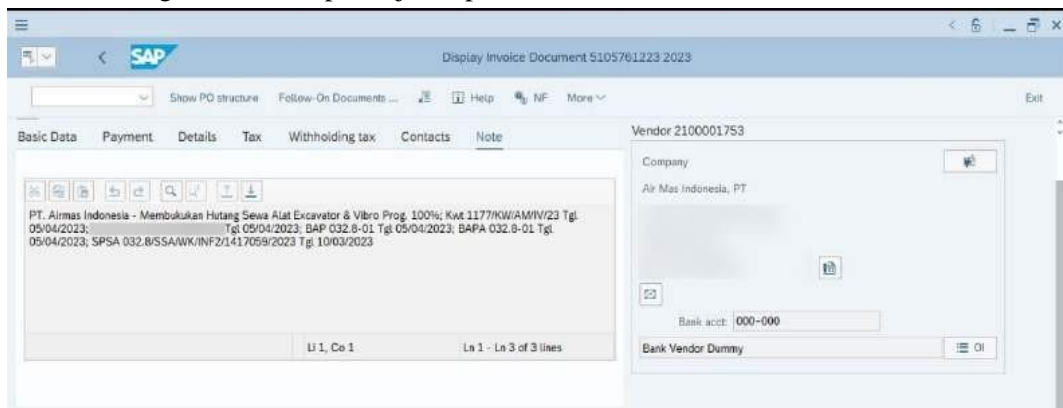 SAP
Display Invoice Document 5105761223 2023
Show PO structure Follow-On Documents ... Help NF More
Exit
Basic Data Payment Details Tax Withholding tax Contacts Note
PT. Airmas Indonesia - Membukukan Hutang Sewa Alat Excavator & Vibro Prog. 100%; Kwt 1177/KW/AM/IV/23 Tgl
05/04/2023; Tgl 05/04/2023; BAP 032.8-01 Tgl 05/04/2023; BAPA 032.8-01 Tgl
05/04/2023; SPSA 032.8/SSA/WK/INF2/1417059/2023 Tgl 10/03/2023
Li 1, Co 1 Ln 1 - Ln 3 of 3 lines
Vendor 2100001753
Company
Air Mas Indonesia, PT
Bank acct: 000-000
Bank Vendor Dummy
OI